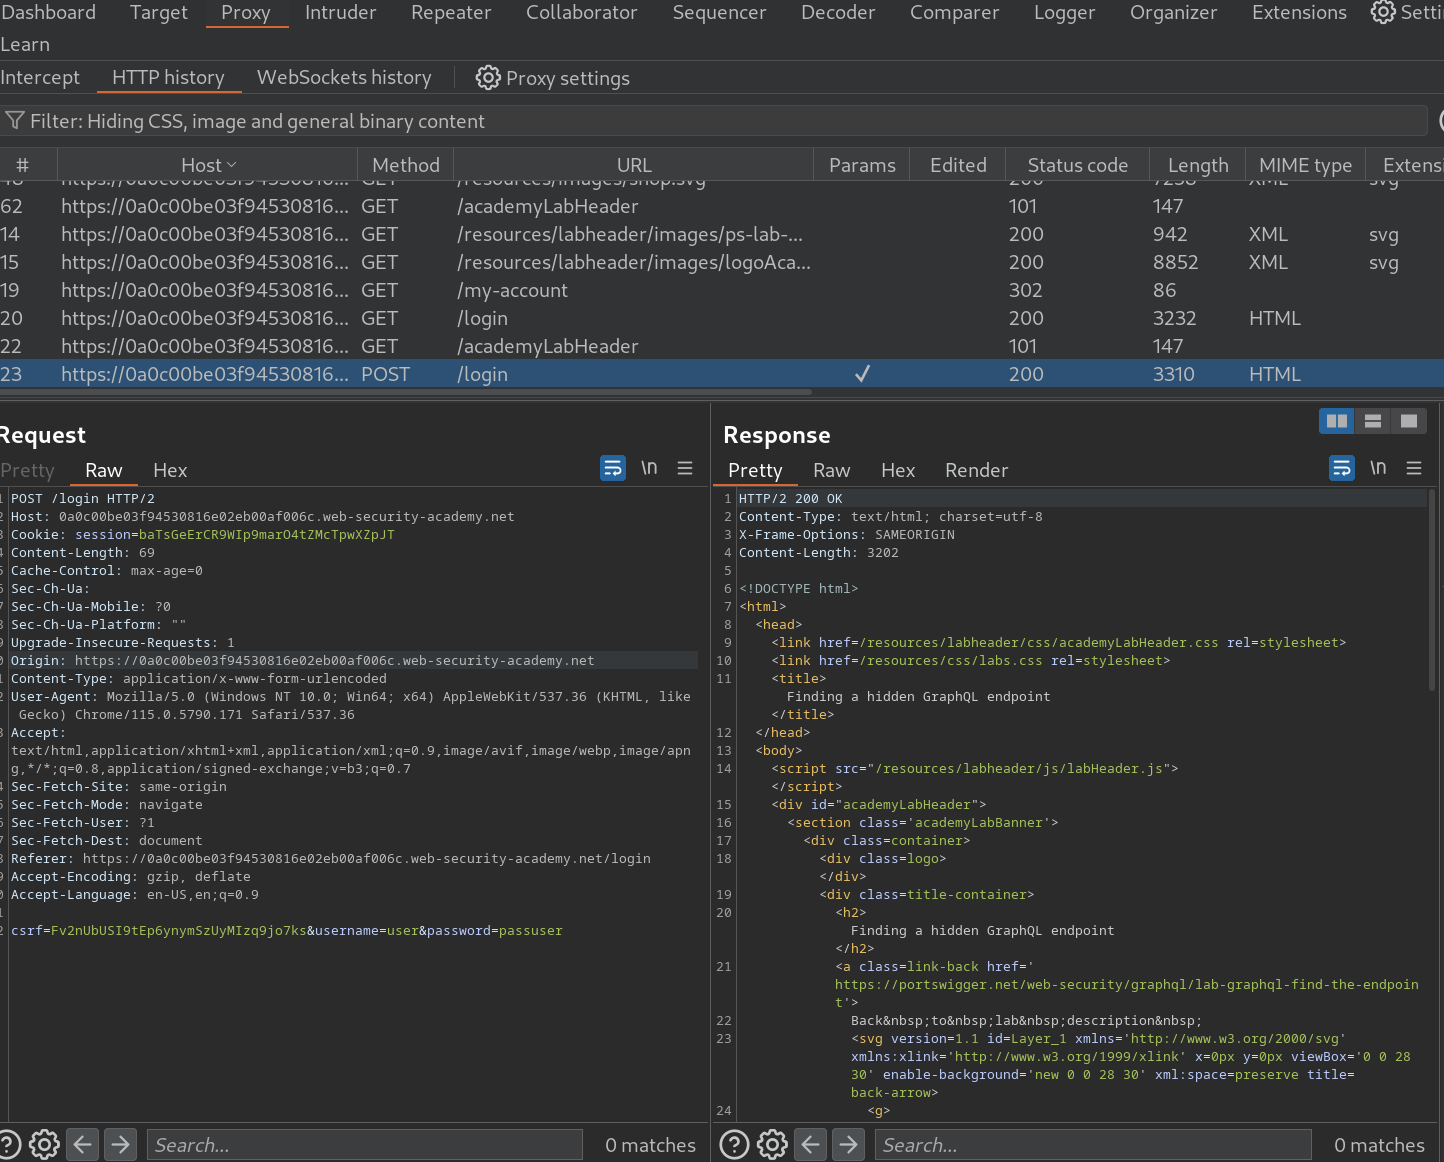 Dashboard Target Proxy Intruder Repeater Collaborator Sequencer Decoder Comparer Logger Organizer Extensions
Learn
Intercept HTTP history WebSockets history Proxy settings
Filter: Hiding CSS, image and general binary content
# Host Method URL Params Edited Status code Length MIME type
48 https://0a0c00be03f94530816... GET /resources/images/shop.svg 200 7258 XML svg
62 https://0a0c00be03f94530816... GET /academyLabHeader 101 147
14 https://0a0c00be03f94530816... GET /resources/labheader/images/ps-lab-... 200 942 XML svg
15 https://0a0c00be03f94530816... GET /resources/labheader/images/logoAca... 200 8852 XML svg
19 https://0a0c00be03f94530816... GET /my-account 302 86
20 https://0a0c00be03f94530816... GET /login 200 3232 HTML
22 https://0a0c00be03f94530816... GET /academyLabHeader 101 147
23 https://0a0c00be03f94530816... POST /login ✓ 200 3310 HTML
Request
Pretty Raw Hex \n
POST /login HTTP/2
Host: 0a0c00be03f94530816e02eb00af006c.web-security-academy.net
Cookie: session=baTsGeErCR9WIp9marO4tZMcTpwXZpJT
Content-Length: 69
Cache-Control: max-age=0
Sec-Ch-Ua:
Sec-Ch-Ua-Mobile: ?0
Sec-Ch-Ua-Platform: ""
Upgrade-Insecure-Requests: 1
Origin: https://0a0c00be03f94530816e02eb00af006c.web-security-academy.net
Content-Type: application/x-www-form-urlencoded
User-Agent: Mozilla/5.0 (Windows NT 10.0; Win64; x64) AppleWebKit/537.36 (KHTML, like
Gecko) Chrome/115.0.5790.171 Safari/537.36
Accept:
text/html,application/xhtml+xml,application/xml;q=0.9,image/avif,image/webp,image/apn
g,*/*;q=0.8,application/signed-exchange;v=b3;q=0.7
Sec-Fetch-Site: same-origin
Sec-Fetch-Mode: navigate
Sec-Fetch-User: ?1
Sec-Fetch-Dest: document
Referer: https://0a0c00be03f94530816e02eb00af006c.web-security-academy.net/login
Accept-Encoding: gzip, deflate
Accept-Language: en-US,en;q=0.9
csrf=Fv2nUbUSI9tEp6ynymSzUyMIzq9jo7ks&username=user&password=passuser
Search... 0 matches
Response
Pretty Raw Hex Render \n
1 HTTP/2 200 OK
2 Content-Type: text/html; charset=utf-8
3 X-Frame-Options: SAMEORIGIN
4 Content-Length: 3202
5
6 <!DOCTYPE html>
7 <html>
8 <head>
9 <link href=/resources/labheader/css/academyLabHeader.css rel=stylesheet>
10 <link href=/resources/css/labs.css rel=stylesheet>
11 <title>
Finding a hidden GraphQL endpoint
</title>
12 </head>
13 <body>
14 <script src="/resources/labheader/js/labHeader.js">
</script>
15 <div id="academyLabHeader">
16 <section class='academyLabBanner'>
17 <div class=container>
18 <div class=logo>
</div>
19 <div class=title-container>
20 <h2>
Finding a hidden GraphQL endpoint
</h2>
21 <a class=link-back href='
https://portswigger.net/web-security/graphql/lab-graphql-find-the-endpoin
t'>
22 Back&nbsp;to&nbsp;lab&nbsp;description&nbsp;
23 <svg version=1.1 id=Layer_1 xmlns='http://www.w3.org/2000/svg'
xmlns:xlink='http://www.w3.org/1999/xlink' x=0px y=0px viewBox='0 0 28
30' enable-background='new 0 0 28 30' xml:space=preserve title=
back-arrow>
24 <g>
Search... 0 matches